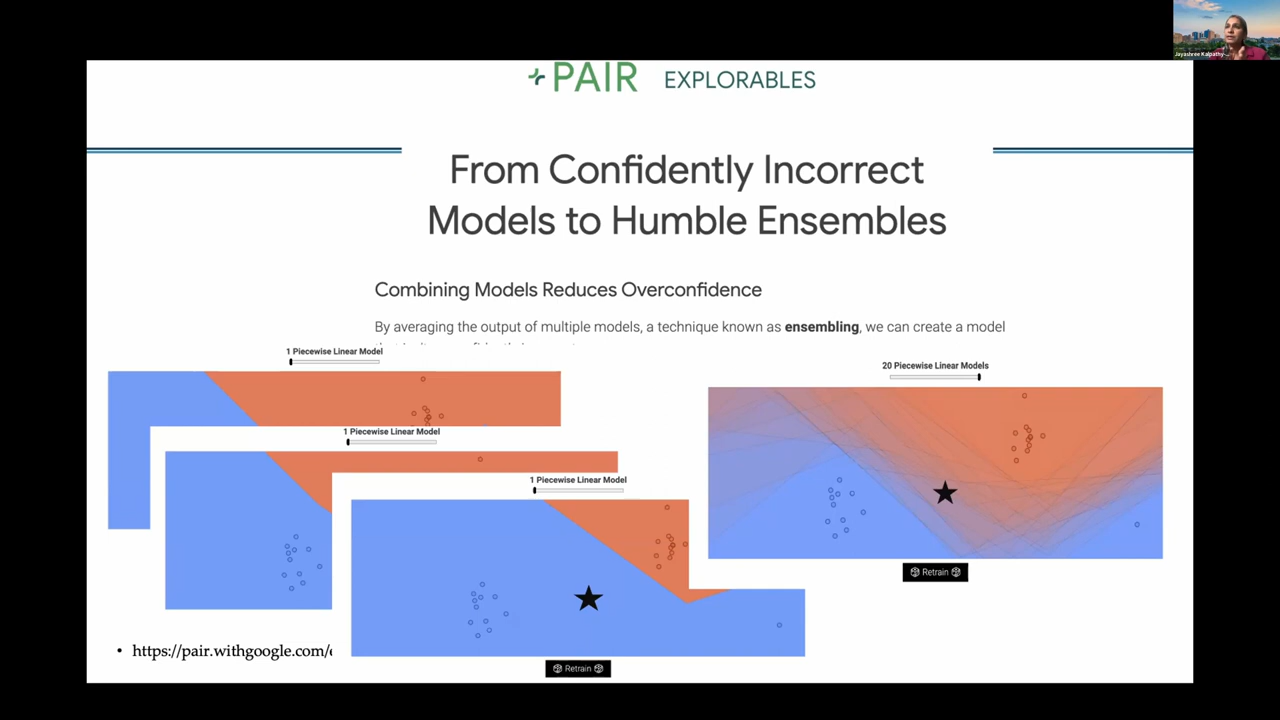 Jayashree Kalpathy-...
PAIR EXPLORABLES
From Confidently Incorrect
Models to Humble Ensembles
Combining Models Reduces Overconfidence
By averaging the output of multiple models, a technique known as ensembling, we can create a model
1 Piecewise Linear Model
20 Piecewise Linear Models
1 Piecewise Linear Model
1 Piecewise Linear Model
Retrain
• https://pair.withgoogle.com/
Retrain